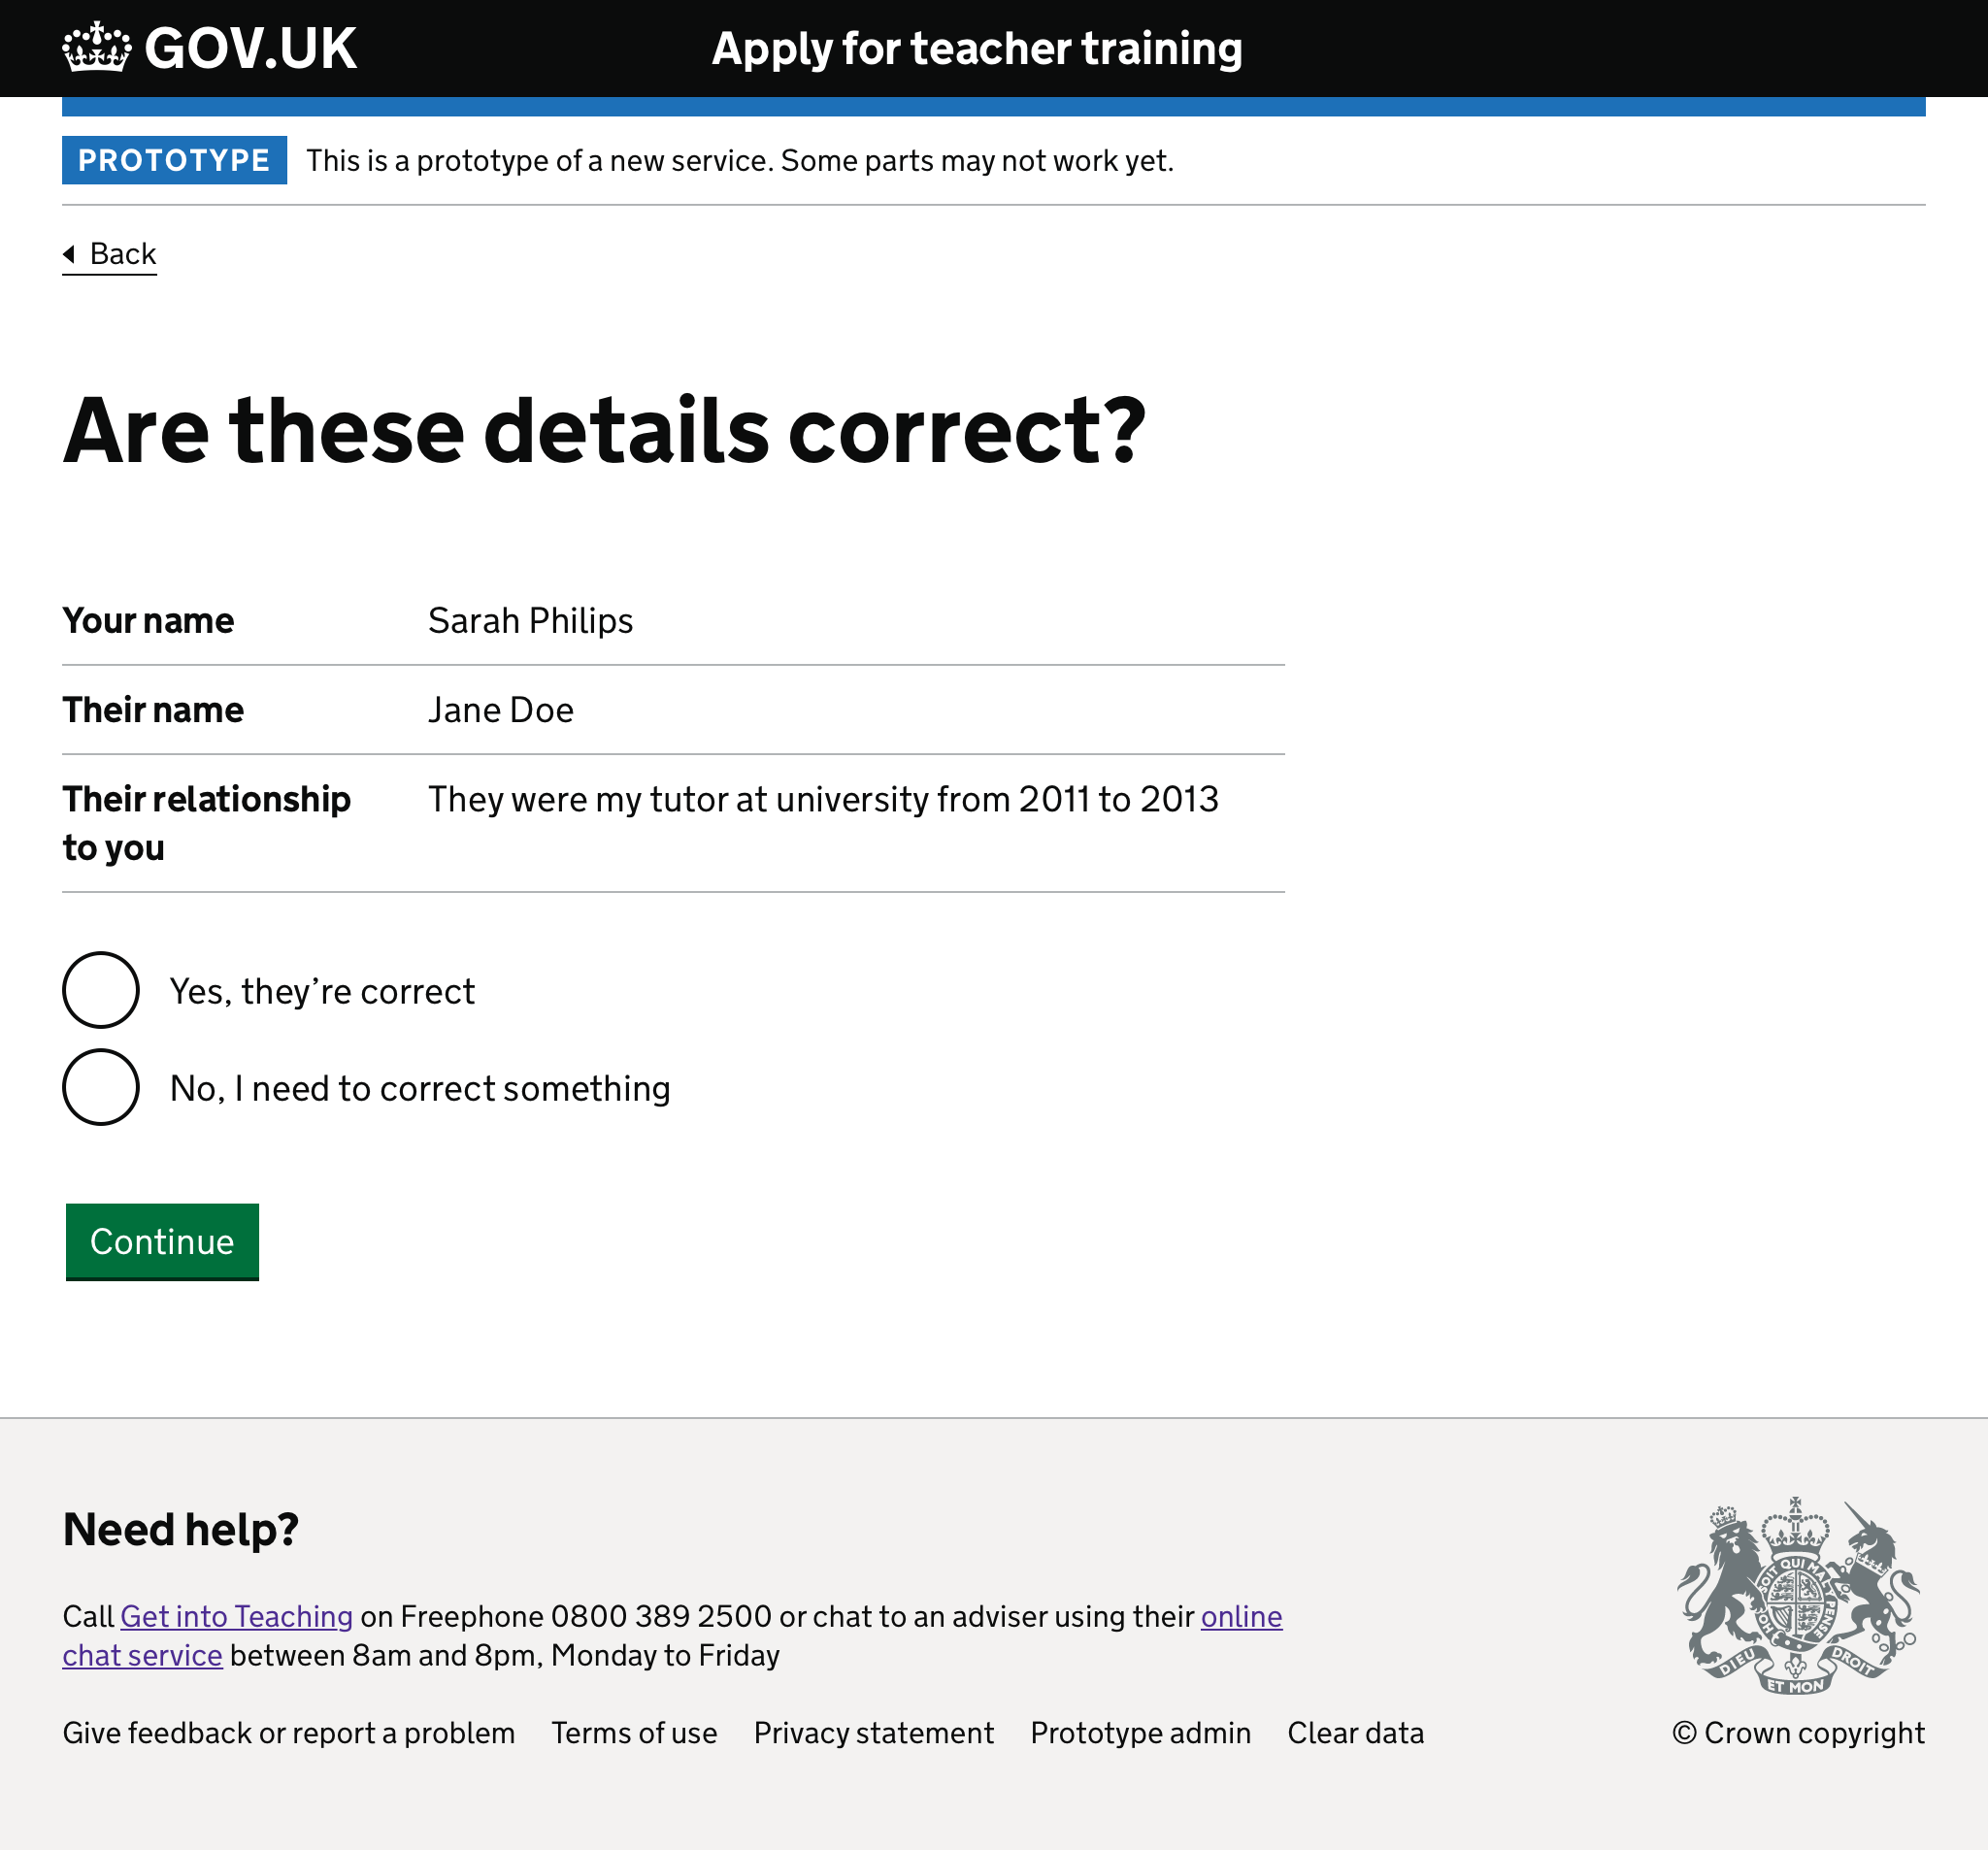 GOV.UK
Apply for teacher training
PROTOTYPE This is a prototype of a new service. Some parts may not work yet.
Back
Are these details correct?
Your name Sarah Philips
Their name Jane Doe
Their relationship They were my tutor at university from 2011 to 2013
to you
Yes, they’re correct
No, I need to correct something
Continue
Need help?
Call Get into Teaching on Freephone 0800 389 2500 or chat to an adviser using their online
chat service between 8am and 8pm, Monday to Friday
SOIT QUI MAL Y PENSE
HON
DIEU ET MON DROIT
Give feedback or report a problem Terms of use Privacy statement Prototype admin Clear data © Crown copyright